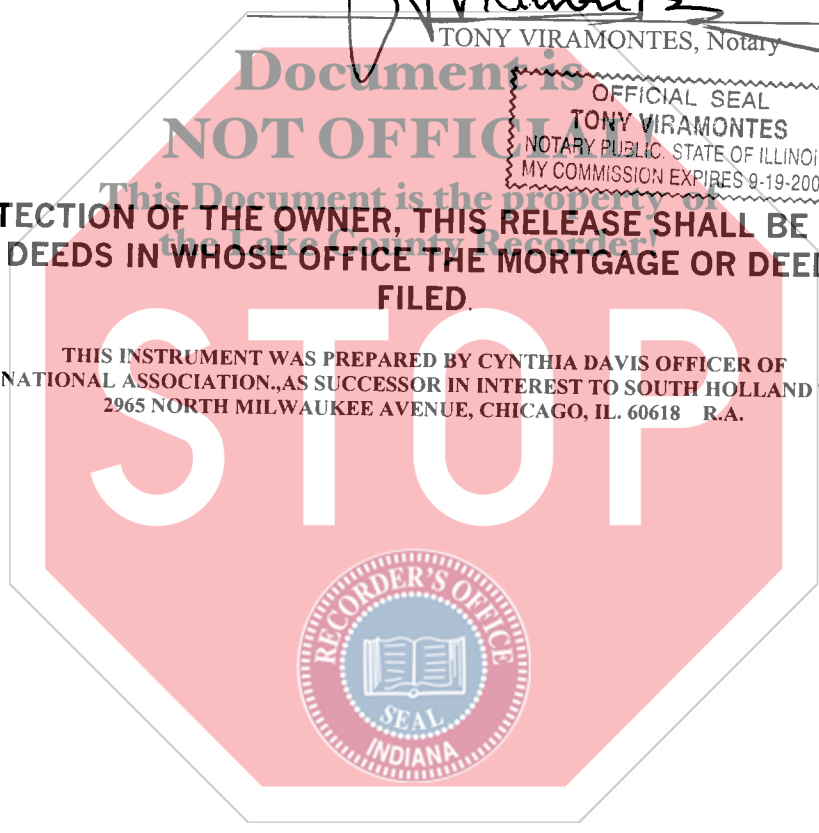 TONY VIRAMONTES, Notary
Document is
NOT OFFICIAL
OFFICIAL SEAL
TONY VIRAMONTES
NOTARY PUBLIC. STATE OF ILLINOI
MY COMMISSION EXPIRES 9-19-200
This Document is the property of
the Lake County Recorder!
TECTION OF THE OWNER, THIS RELEASE SHALL BE
DEEDS IN WHOSE OFFICE THE MORTGAGE OR DEE
FILED.
THIS INSTRUMENT WAS PREPARED BY CYNTHIA DAVIS OFFICER OF
NATIONAL ASSOCIATION.,AS SUCCESSOR IN INTEREST TO SOUTH HOLLAND
2965 NORTH MILWAUKEE AVENUE, CHICAGO, IL. 60618 R.A.
STOP
RECORDER'S OFFICE
SEAL
INDIANA